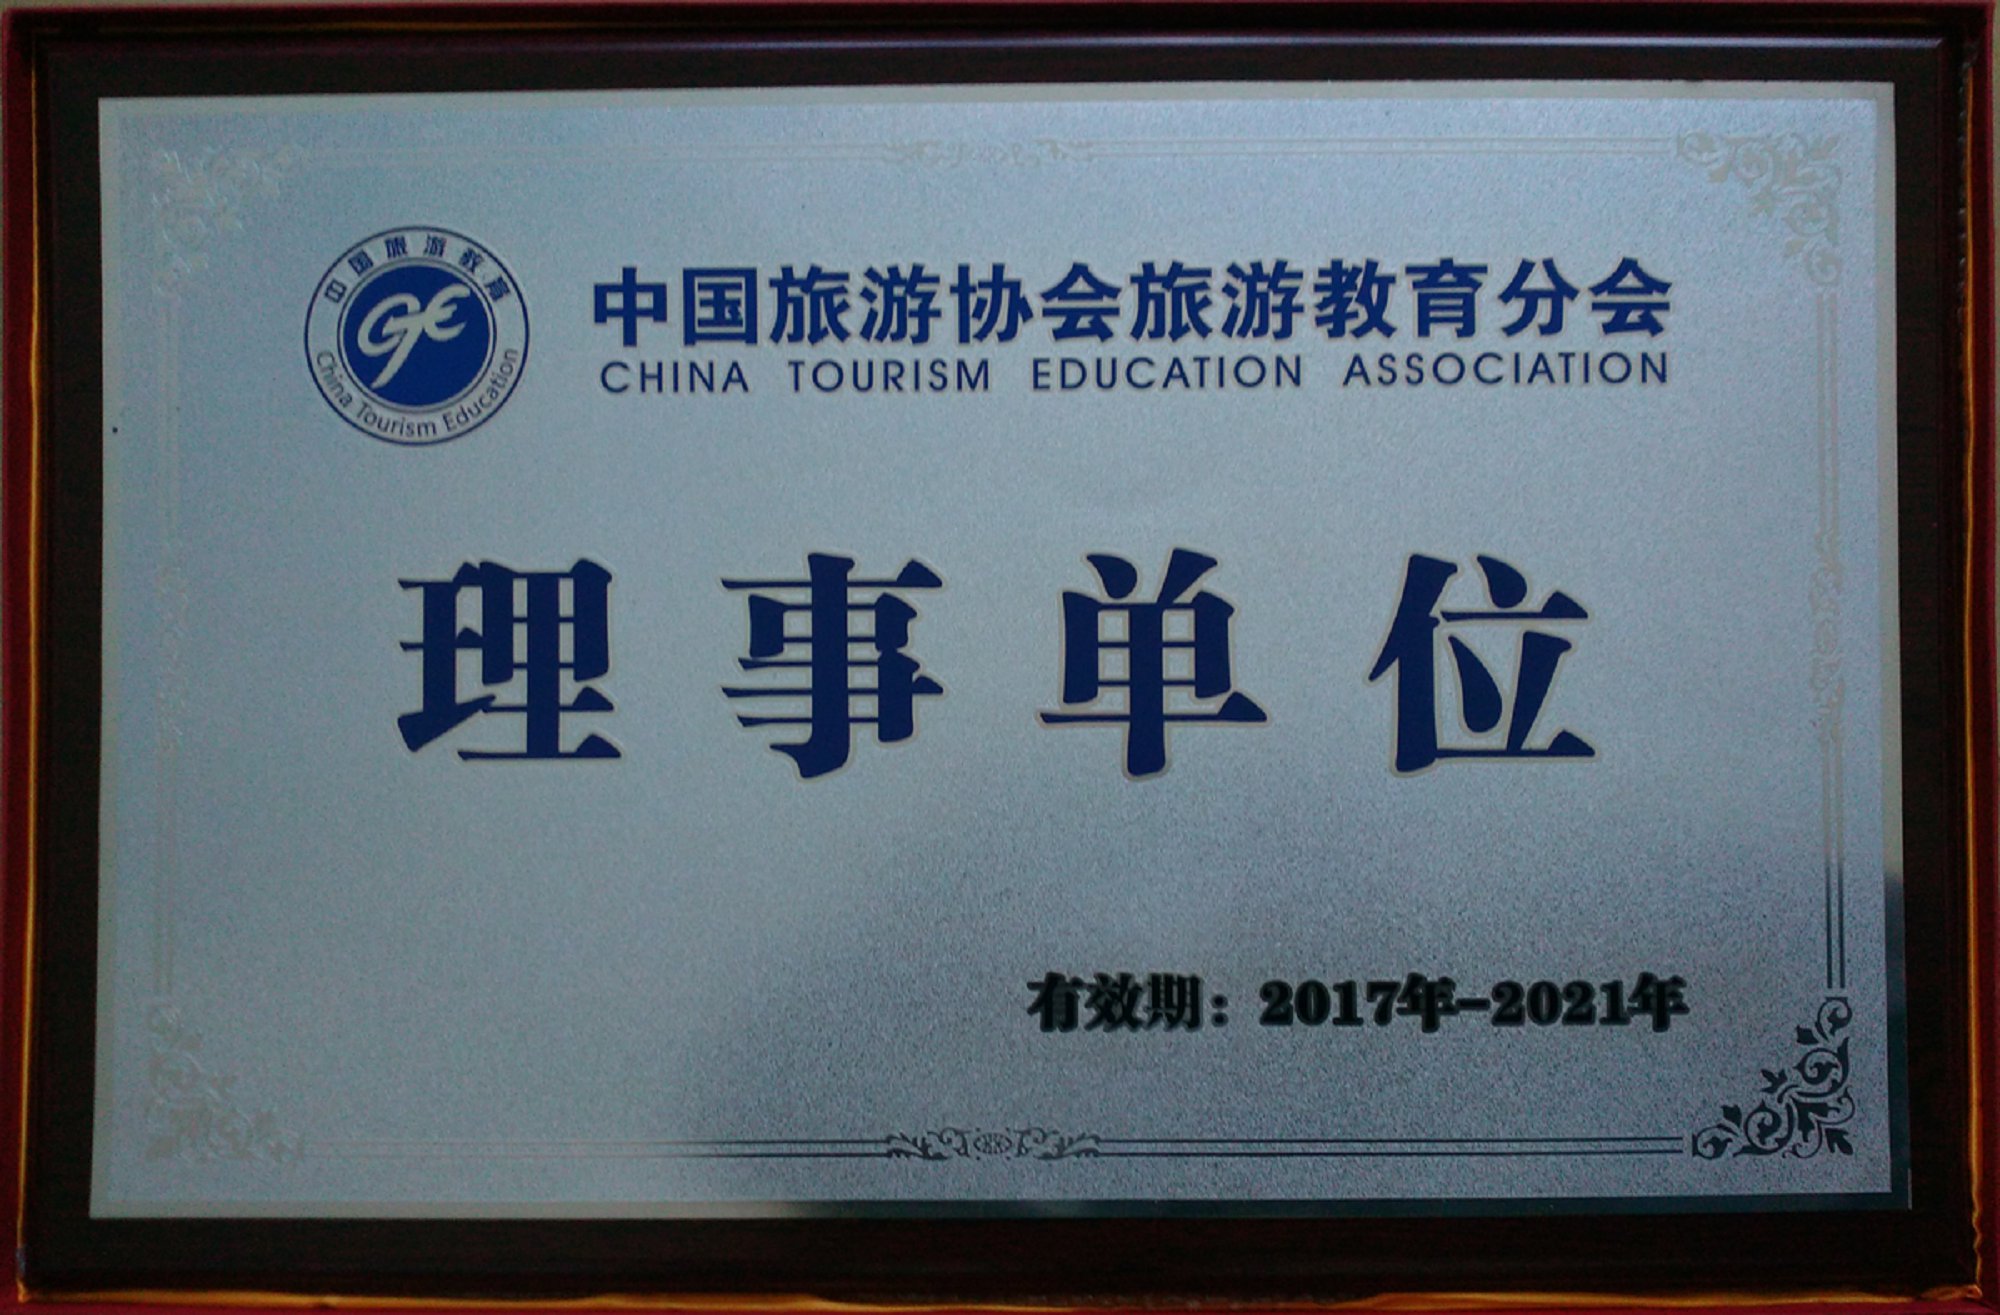 中国旅游教育
China Tourism Education
中国旅游协会旅游教育分会
CHINA TOURISM EDUCATION ASSOCIATION
理事单位
有效期：2017年-2021年